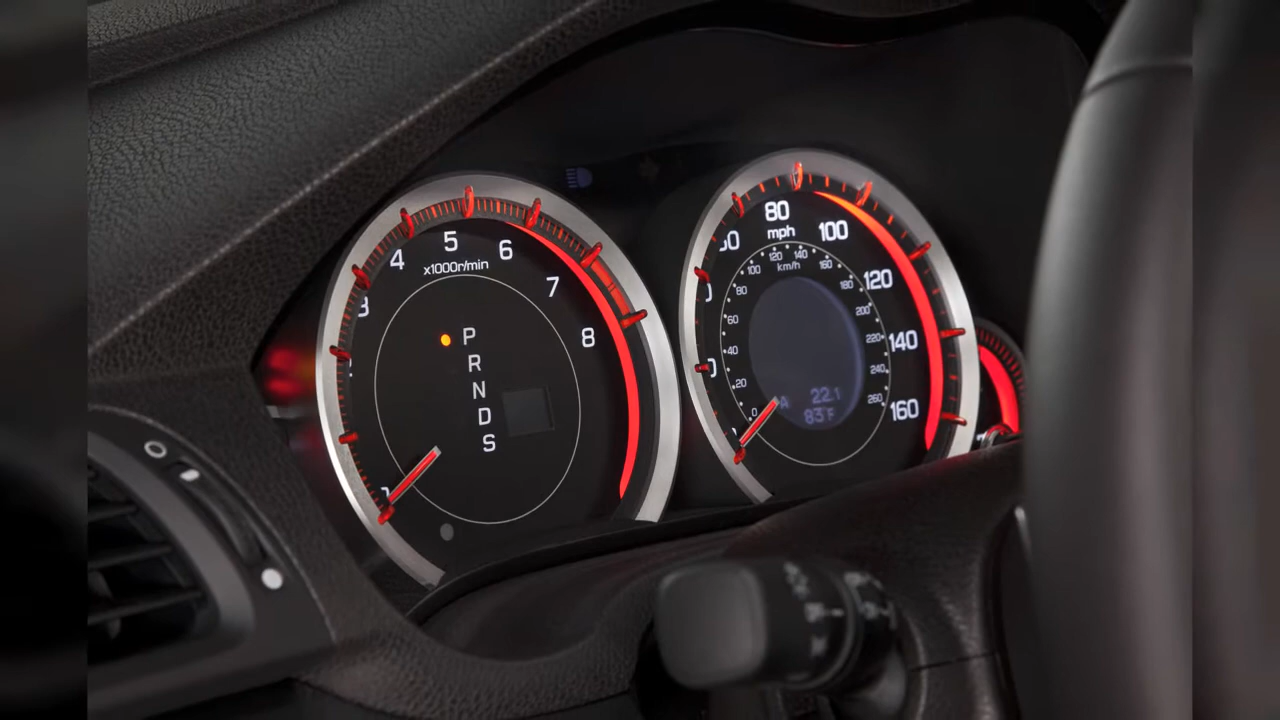 5
4
6
x1000r/min
7
3
8
P
R
N
D
S
80
mph
100
120
140
160
120 140
100 km/h 160
80 180
60 200
40 220
20 240
0 260
A 22.1
83°F